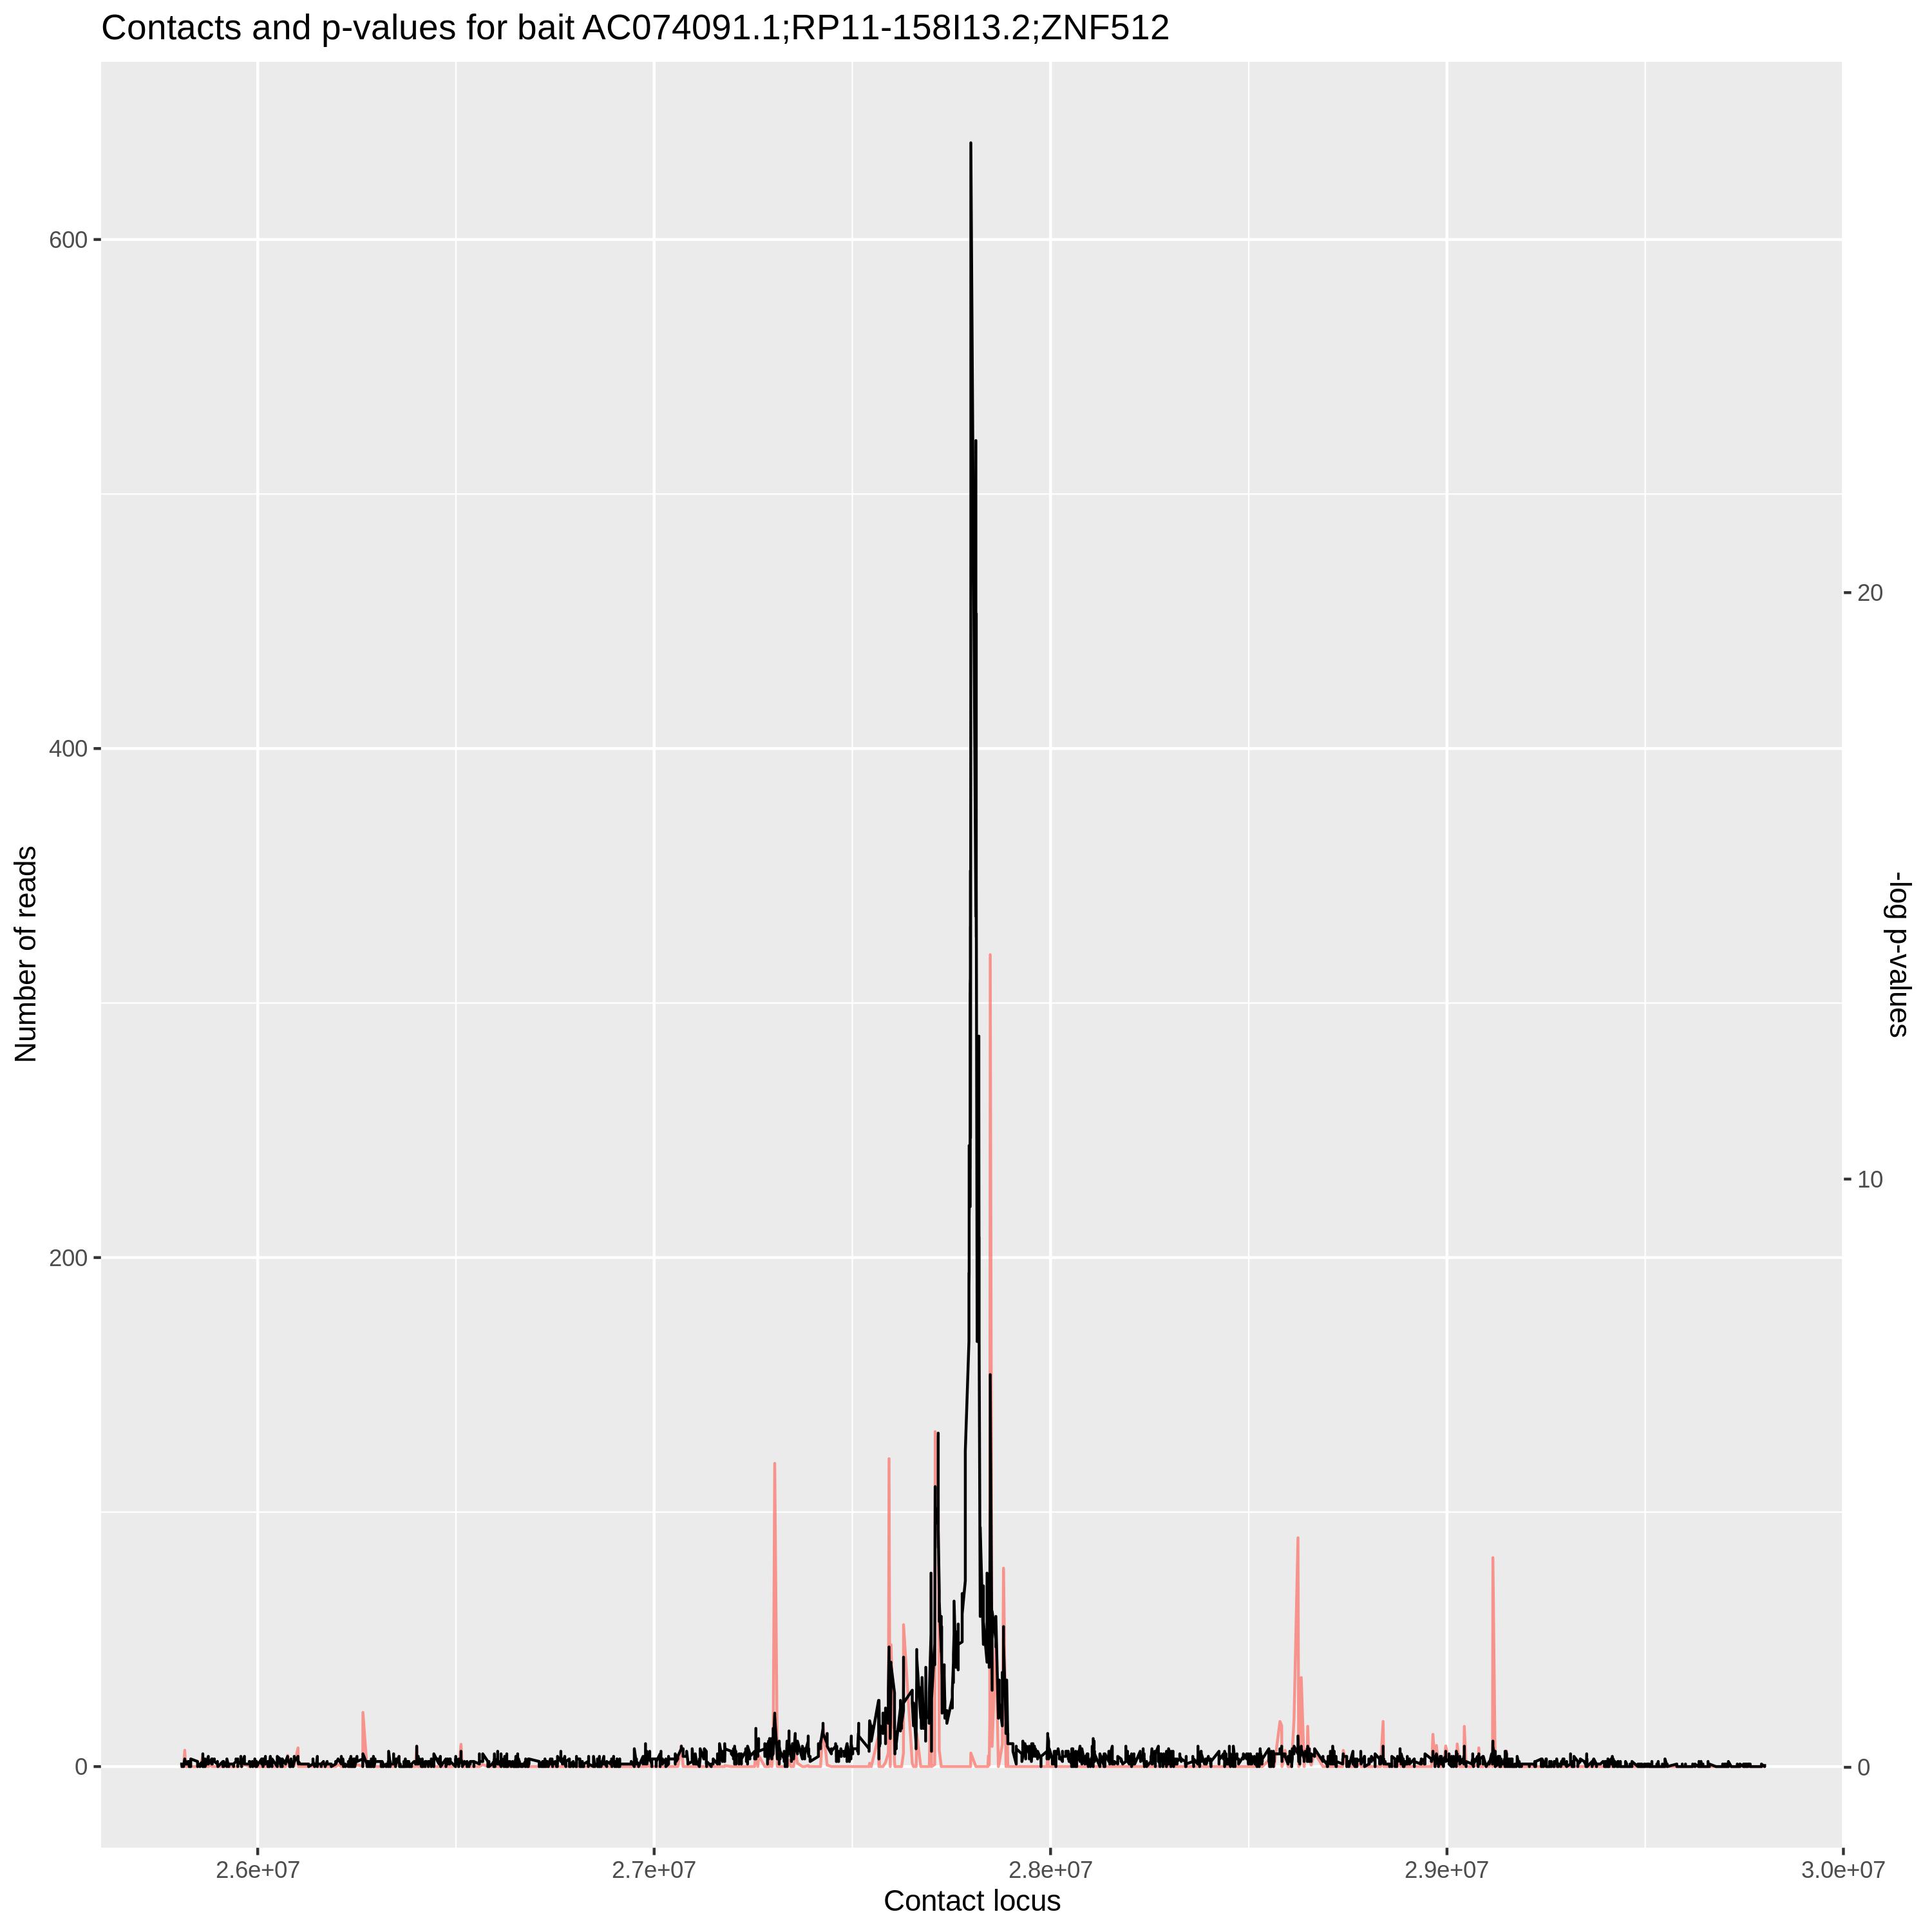 Contacts and p-values for bait AC074091.1;RP11-158I13.2;ZNF512
600
400
200
0
Number of reads
20
10
0
-log p-values
2.6e+07
2.7e+07
2.8e+07
2.9e+07
3.0e+07
Contact locus